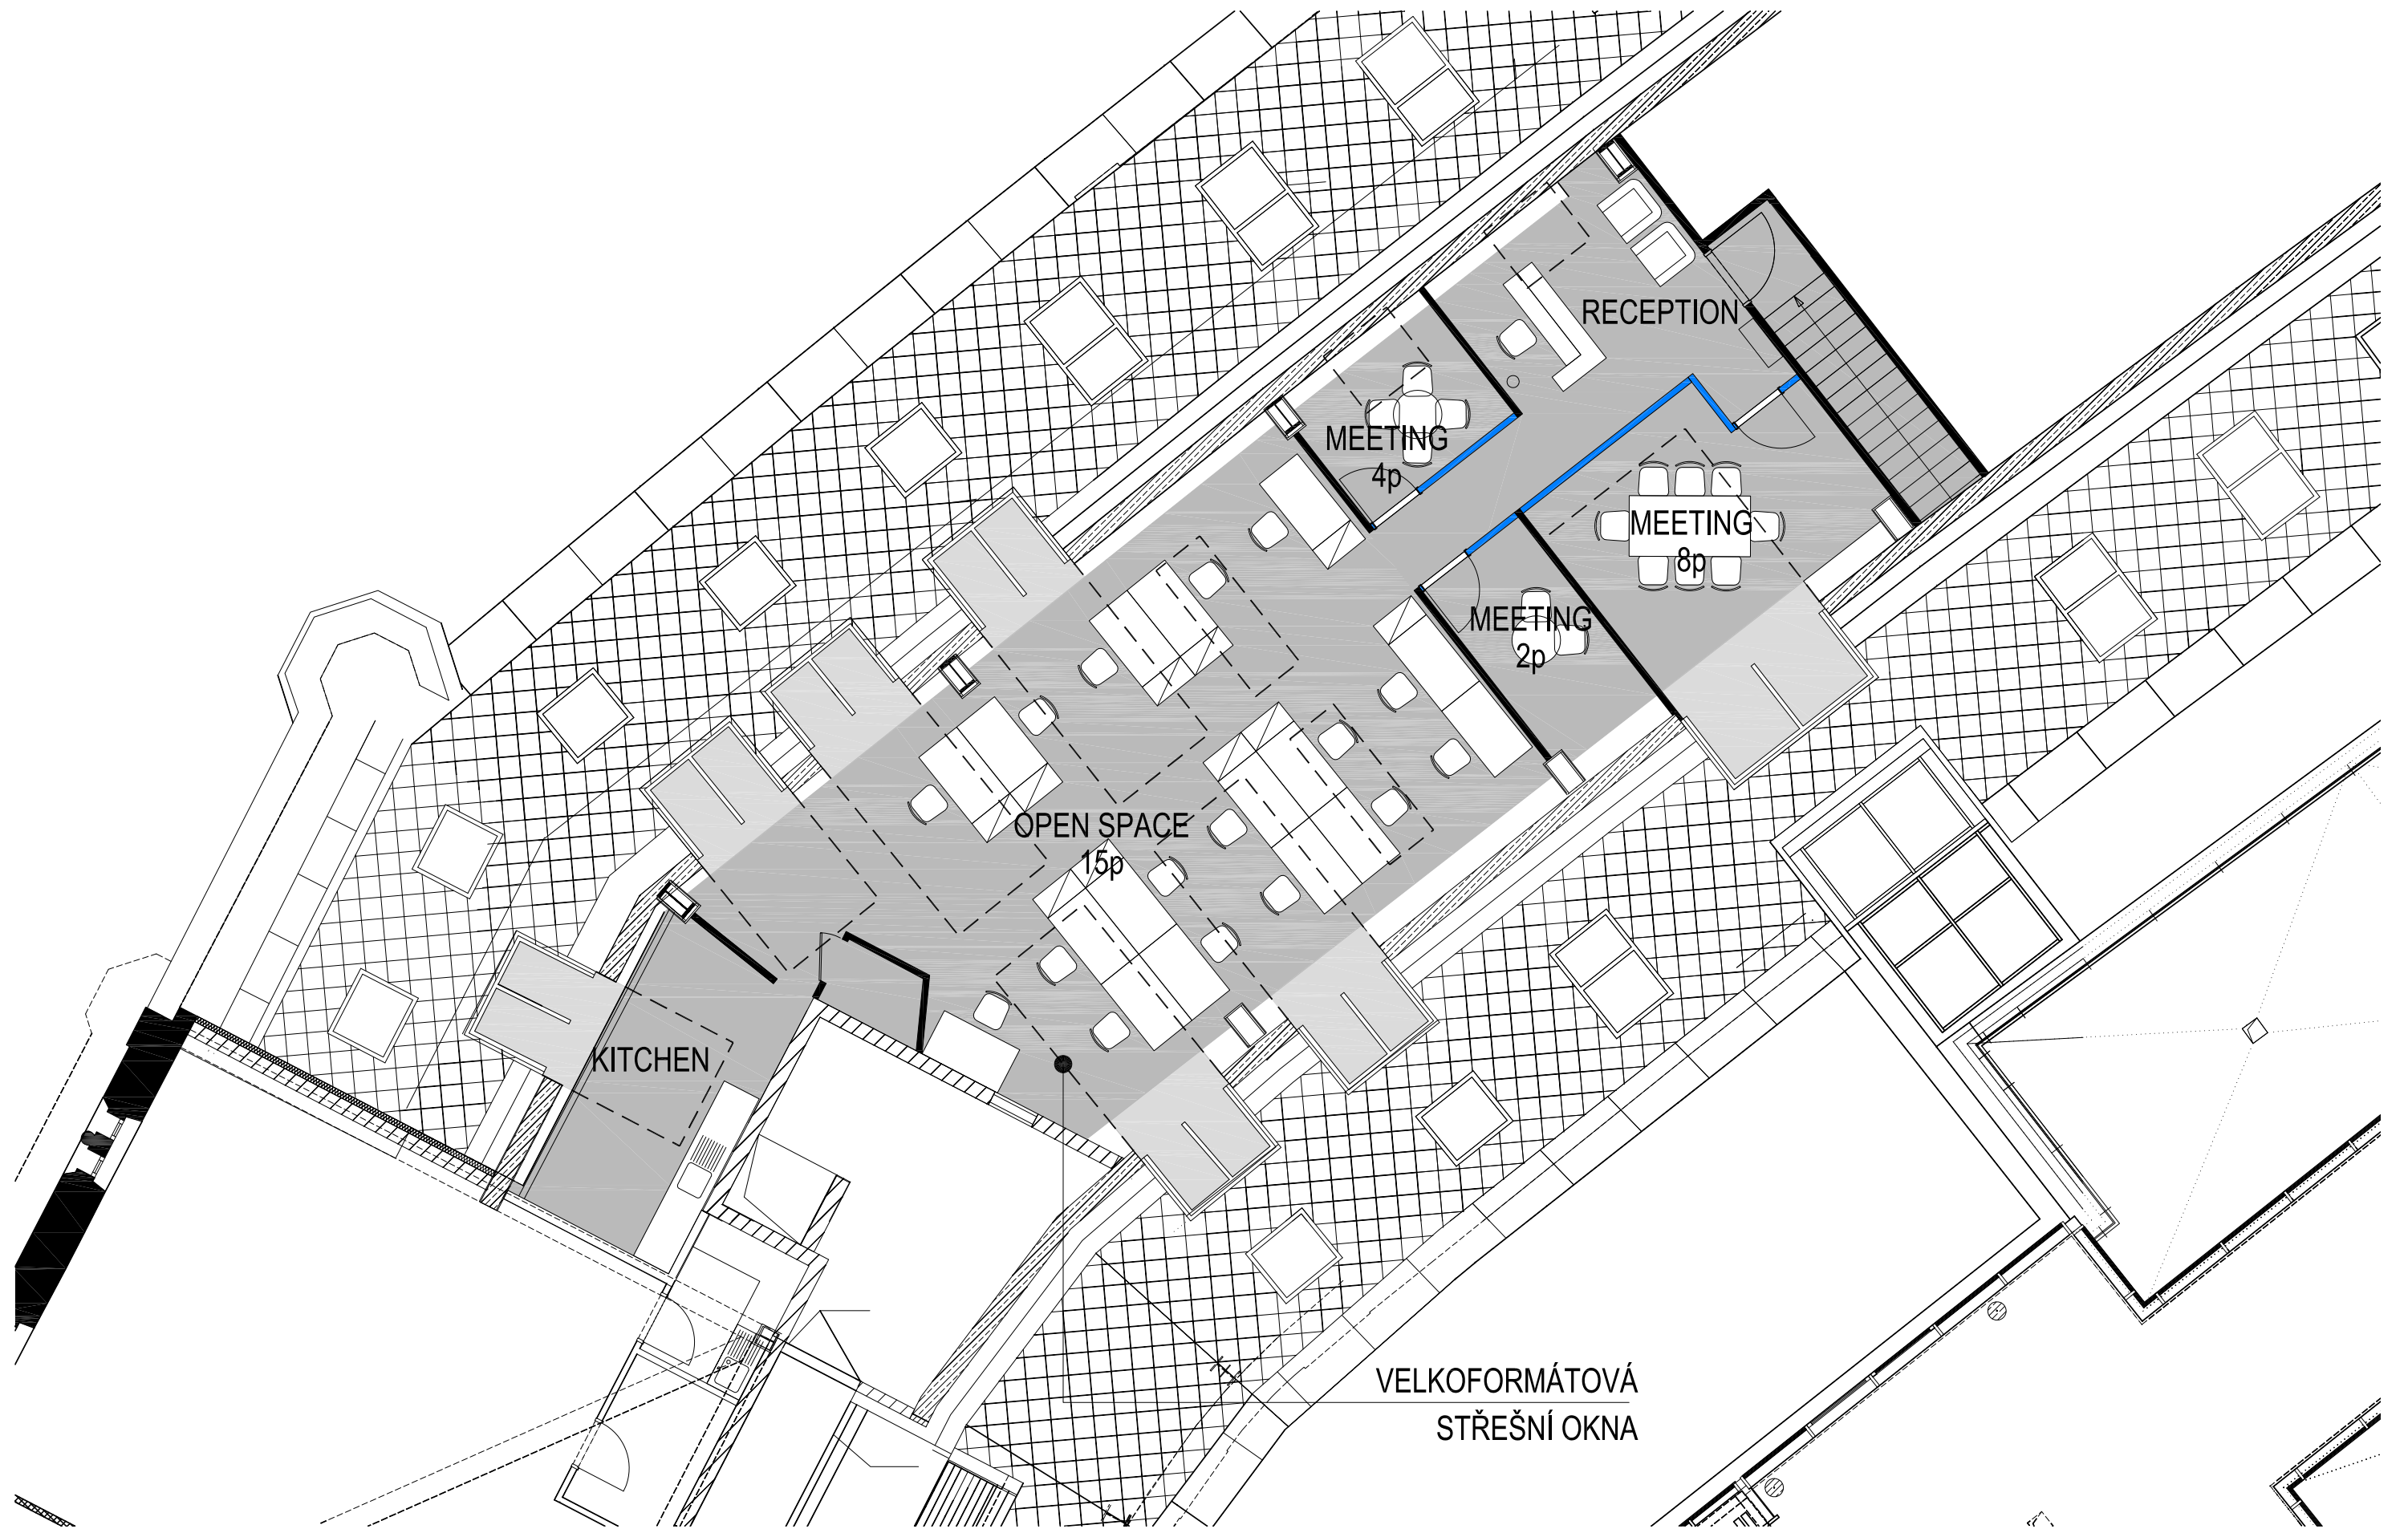 RECEPTION
MEETING
4p
MEETING
8p
MEETING
2p
OPEN SPACE
15p
KITCHEN
VELKOFORMÁTOVÁ
STŘEŠNÍ OKNA